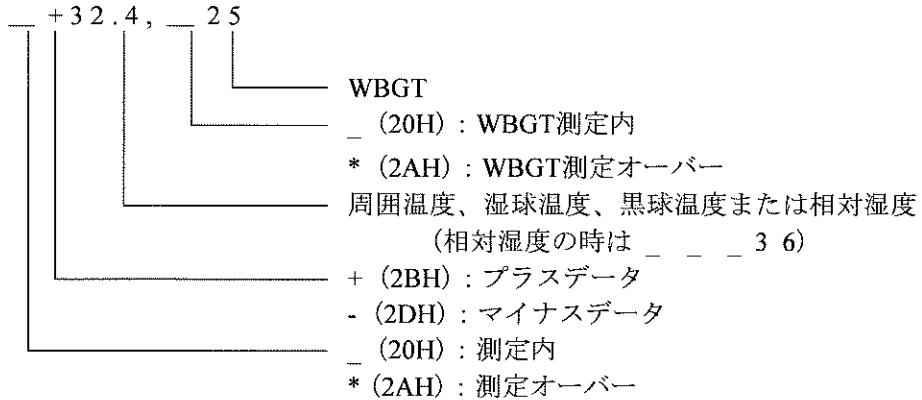 _ +32.4, _ 25
WBGT
_ (20H) : WBGT測定内
* (2AH) : WBGT測定オーバー
周囲温度、湿球温度、黒球温度または相対湿度
(相対湿度の時は _ _ _ 3 6)
+ (2BH) : プラスデータ
- (2DH) : マイナスデータ
_ (20H) : 測定内
* (2AH) : 測定オーバー